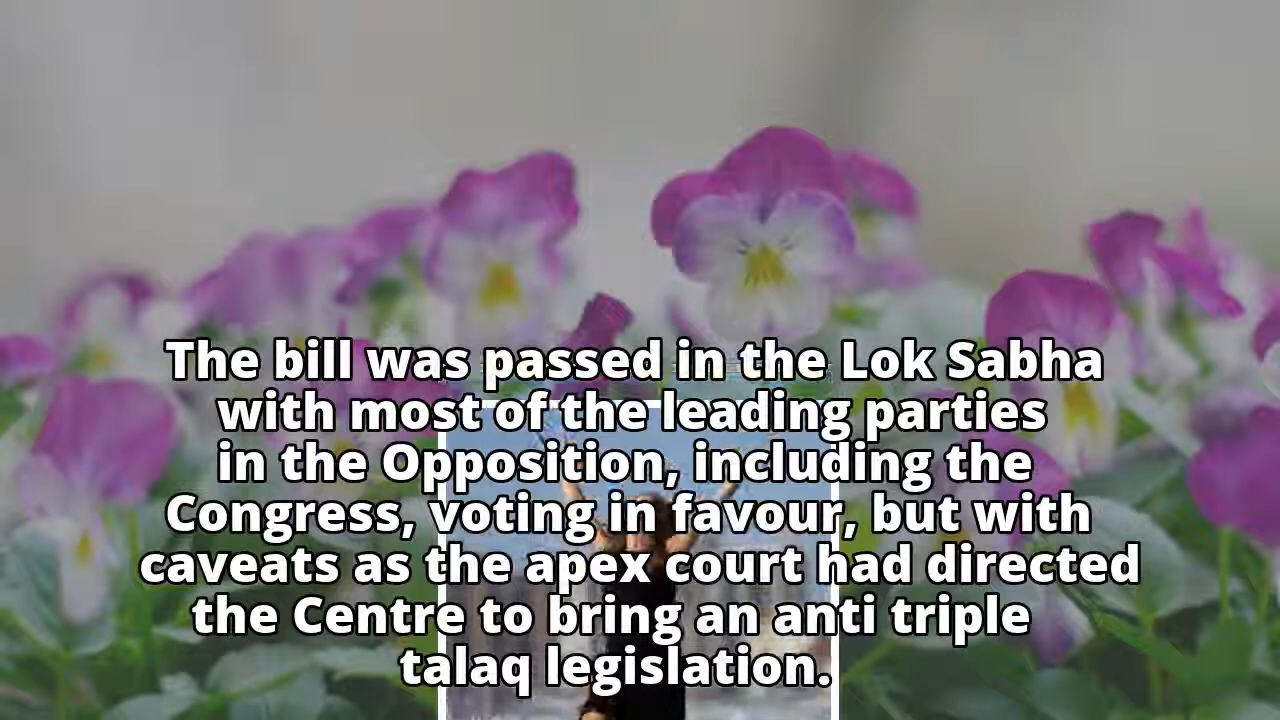 The bill was passed in the Lok Sabha
with most of the leading parties
in the Opposition, including the
Congress, voting in favour, but with
caveats as the apex court had directed
the Centre to bring an anti triple
talaq legislation.